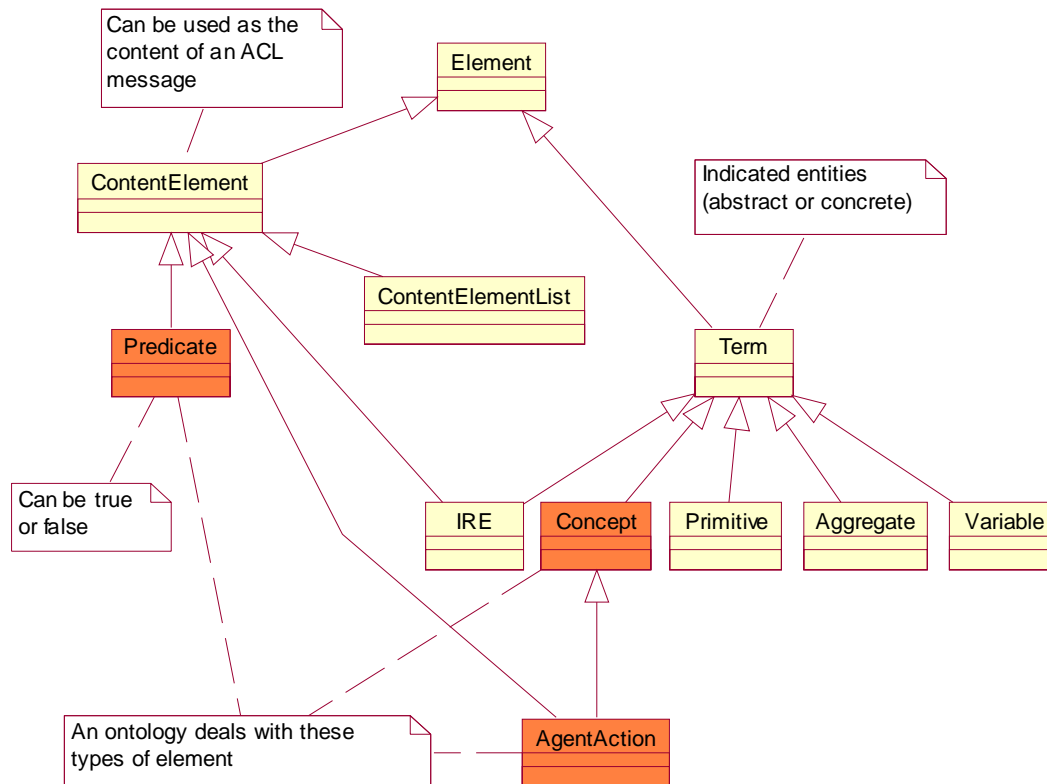 Can be used as the
content of an ACL
message
Element
ContentElement
Indicated entities
(abstract or concrete)
ContentElementList
Predicate
Term
Can be true
or false
IRE
Concept
Primitive
Aggregate
Variable
An ontology deals with these
types of element
AgentAction